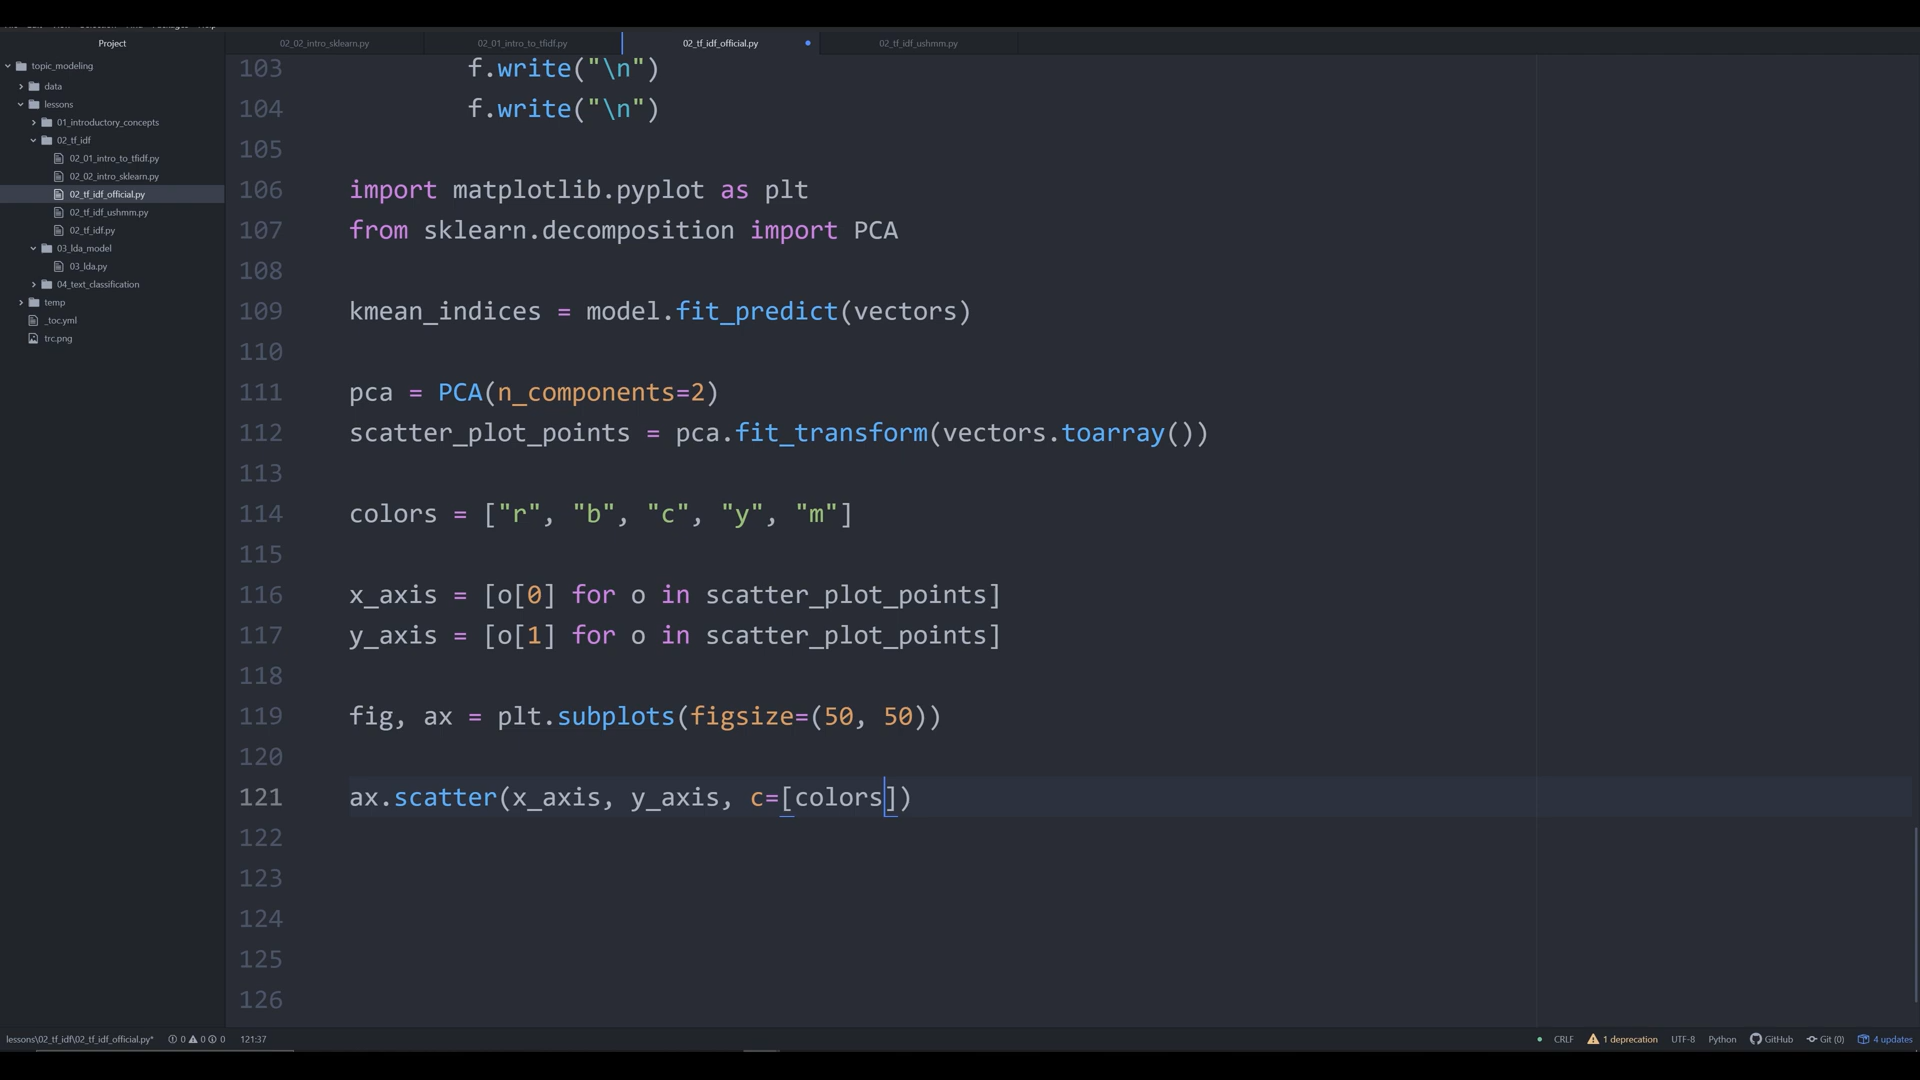 Project
02_02_intro_sklearn.py
02_01_intro_to_tfidf.py
02_tf_idf_official.py
02_tf_idf_ushmm.py
topic_modeling
data
lessons
01_introductory_concepts
02_tf_idf
02_01_intro_to_tfidf.py
02_02_intro_sklearn.py
02_tf_idf_official.py
02_tf_idf_ushmm.py
02_tf_idf.py
03_lda_model
03_lda.py
04_text_classification
temp
_toc.yml
trc.png
103 f.write("\n")
104 f.write("\n")
105
106 import matplotlib.pyplot as plt
107 from sklearn.decomposition import PCA
108
109 kmean_indices = model.fit_predict(vectors)
110
111 pca = PCA(n_components=2)
112 scatter_plot_points = pca.fit_transform(vectors.toarray())
113
114 colors = ["r", "b", "c", "y", "m"]
115
116 x_axis = [o[0] for o in scatter_plot_points]
117 y_axis = [o[1] for o in scatter_plot_points]
118
119 fig, ax = plt.subplots(figsize=(50, 50))
120
121 ax.scatter(x_axis, y_axis, c=[colors])
122
123
124
125
126
lessons\02_tf_idf\02_tf_idf_official.py* 0 0 0 121:37 CRLF 1 deprecation UTF-8 Python GitHub Git (0) 4 updates